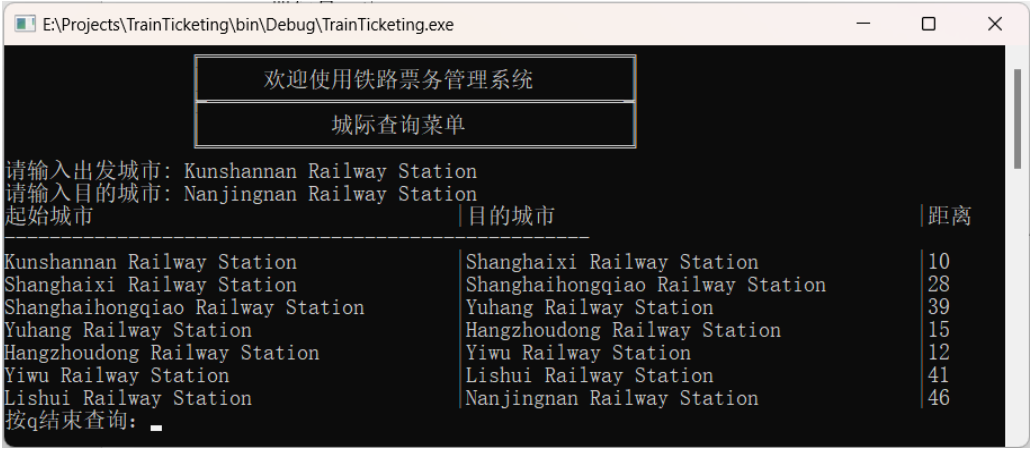 E:\Projects\TrainTicketing\bin\Debug\TrainTicketing.exe
欢迎使用铁路票务管理系统
城际查询菜单
请输入出发城市: Kunshannan Railway Station
请输入目的城市: Nanjingnan Railway Station
起始城市 |目的城市 |距离
----------------------------------------------------
Kunshannan Railway Station |Shanghaixi Railway Station |10
Shanghaixi Railway Station |Shanghaihongqiao Railway Station |28
Shanghaihongqiao Railway Station |Yuhang Railway Station |39
Yuhang Railway Station |Hangzhoudong Railway Station |15
Hangzhoudong Railway Station |Yiwu Railway Station |12
Yiwu Railway Station |Lishui Railway Station |41
Lishui Railway Station |Nanjingnan Railway Station |46
按q结束查询: